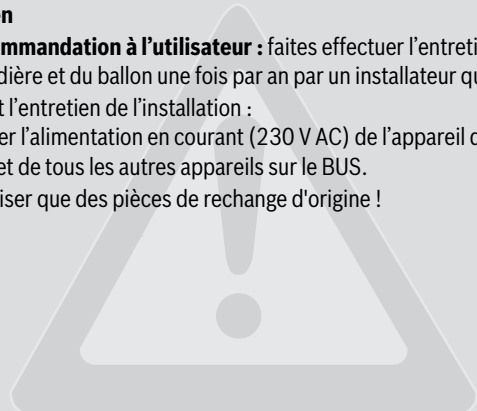 en
mmandation à l’utilisateur : faites effectuer l’entreti
dière et du ballon une fois par an par un installateur qu
t l’entretien de l’installation :
er l’alimentation en courant (230 V AC) de l’appareil d
et de tous les autres appareils sur le BUS.
iser que des pièces de rechange d'origine !